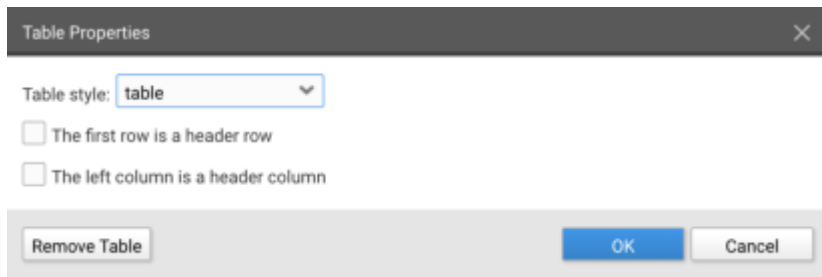 Table Properties
Table style: table
The first row is a header row
The left column is a header column
Remove Table OK Cancel